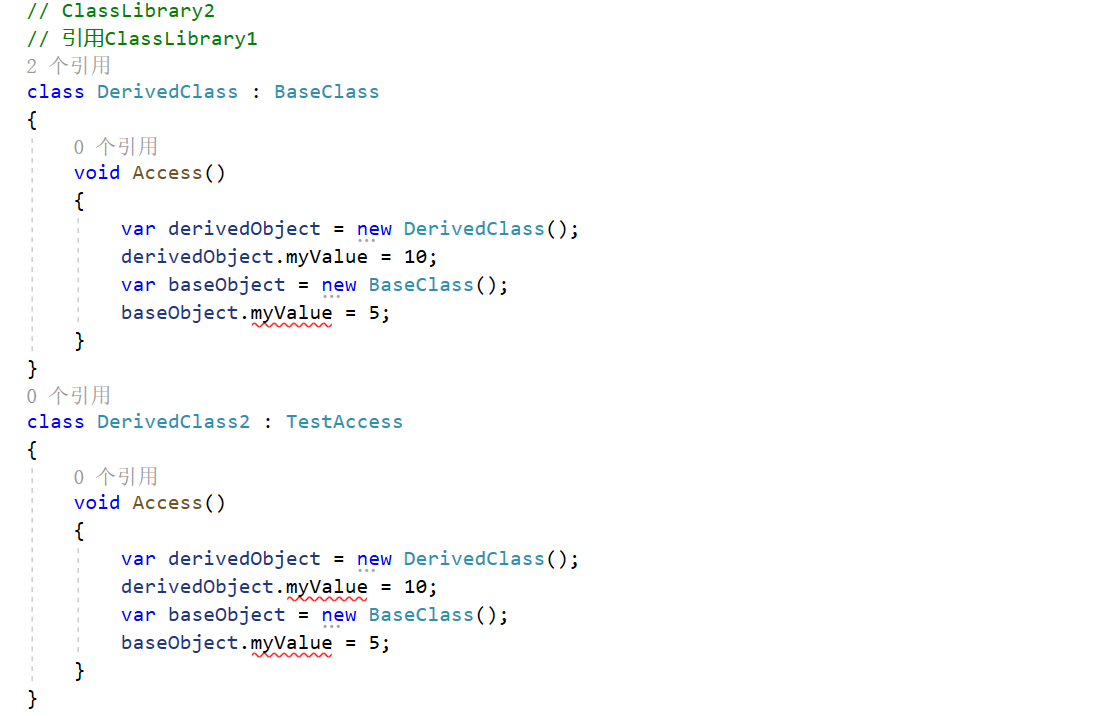 // ClassLibrary2
// 引用ClassLibrary1
2 个引用
class DerivedClass : BaseClass
{
0 个引用
void Access()
{
var derivedObject = new DerivedClass();
derivedObject.myValue = 10;
var baseObject = new BaseClass();
baseObject.myValue = 5;
}
}
0 个引用
class DerivedClass2 : TestAccess
{
0 个引用
void Access()
{
var derivedObject = new DerivedClass();
derivedObject.myValue = 10;
var baseObject = new BaseClass();
baseObject.myValue = 5;
}
}